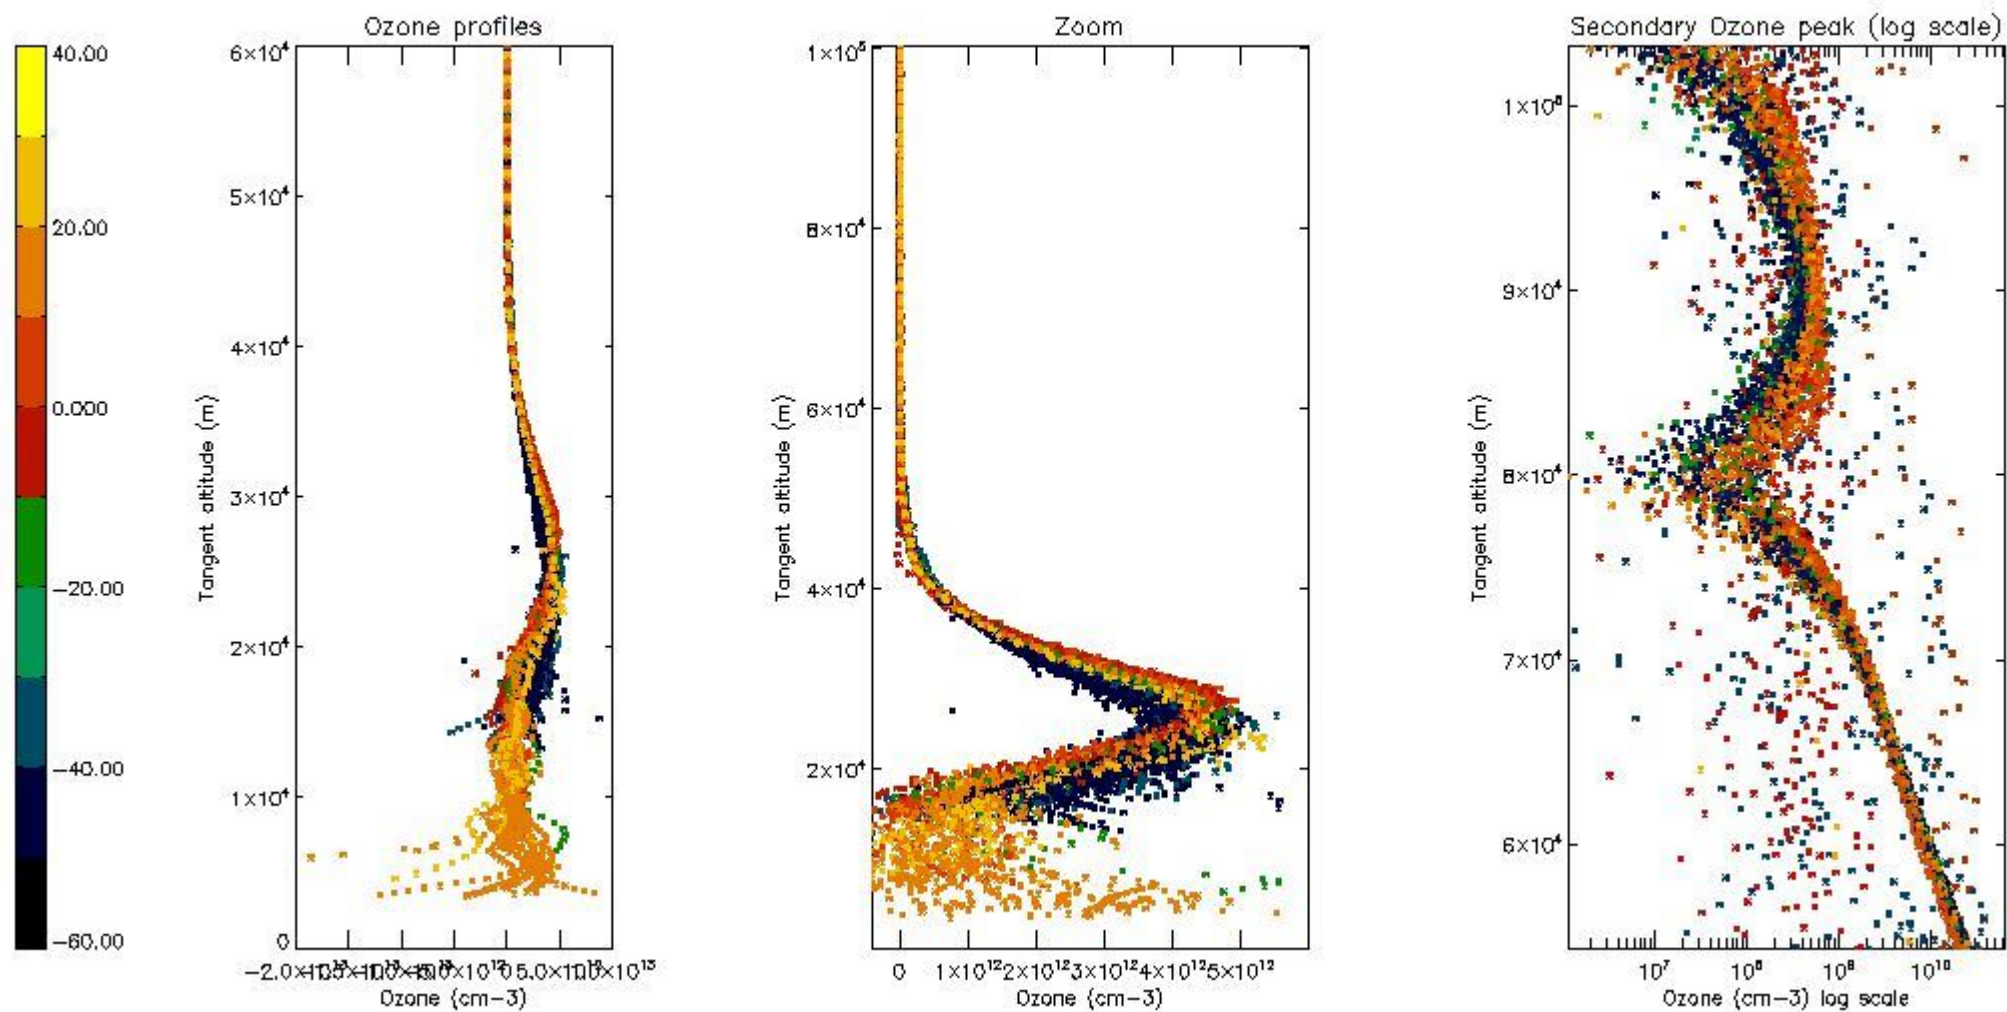 Ozone profiles
Zoom
Secondary Ozone peak (log scale)
40.00
20.00
0.000
−20.00
−40.00
−60.00
6×10⁴
5×10⁴
4×10⁴
3×10⁴
2×10⁴
1×10⁴
0
Tangent altitude (m)
Ozone (cm−3)
1×10⁵
8×10⁴
6×10⁴
4×10⁴
2×10⁴
Tangent altitude (m)
0 1×10¹² 2×10¹² 3×10¹² 4×10¹² 5×10¹²
Ozone (cm−3)
9×10⁴
8×10⁴
7×10⁴
6×10⁴
Tangent altitude (m)
10⁷ 10⁸ 10⁹ 10¹⁰
Ozone (cm−3) log scale